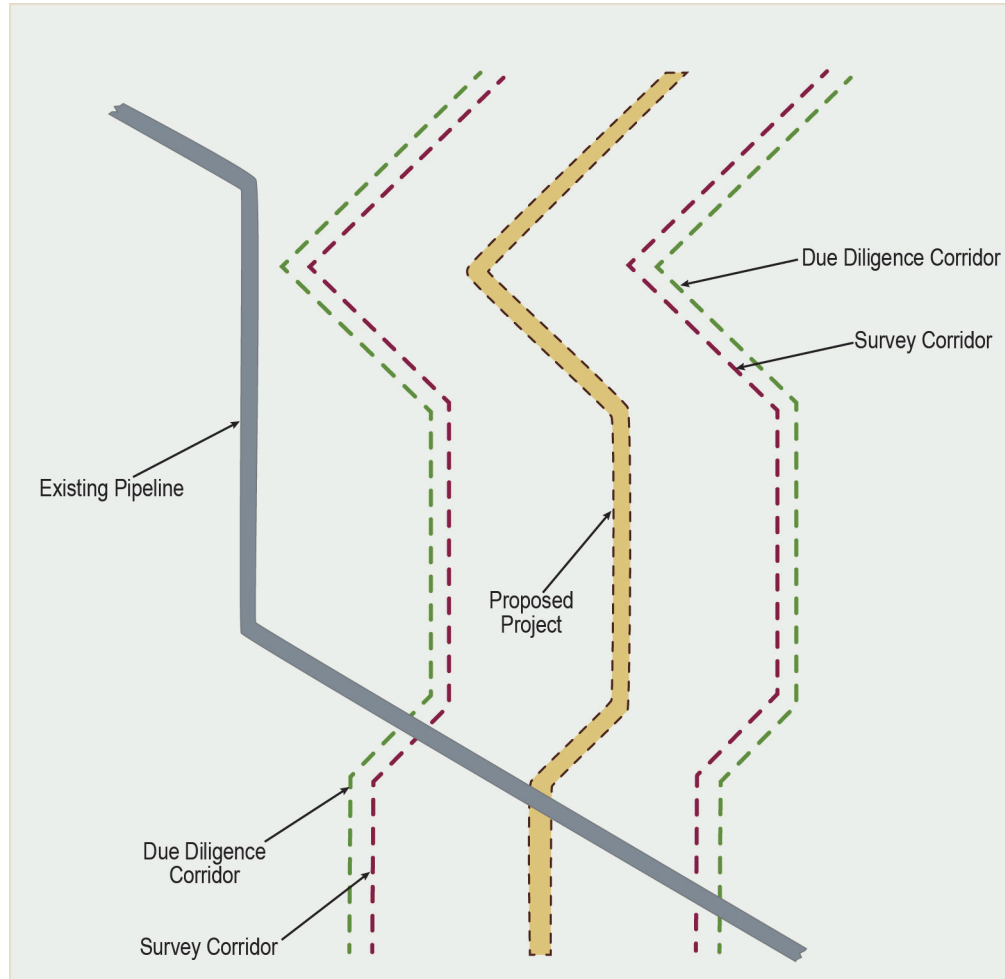 Due Diligence Corridor
Survey Corridor
Existing Pipeline
Proposed
Project
Due Diligence
Corridor
Survey Corridor